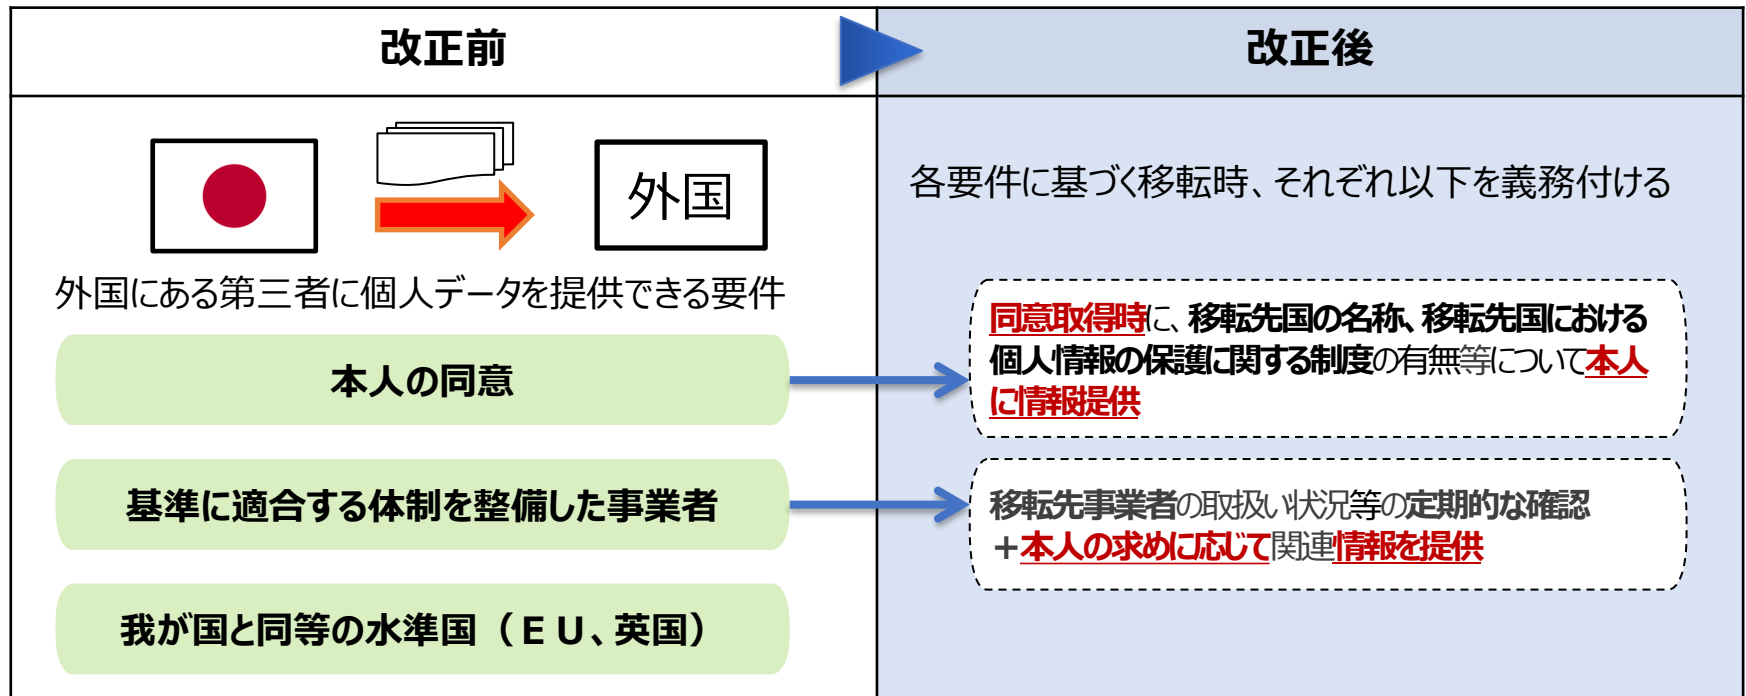 改正前
改正後
外国
外国にある第三者に個人データを提供できる要件
本人の同意
基準に適合する体制を整備した事業者
我が国と同等の水準国（ＥＵ、英国）
各要件に基づく移転時、それぞれ以下を義務付ける
同意取得時に、移転先国の名称、移転先国における
個人情報の保護に関する制度の有無等について本人
に情報提供
移転先事業者の取扱い状況等の定期的な確認
＋本人の求めに応じて関連情報を提供